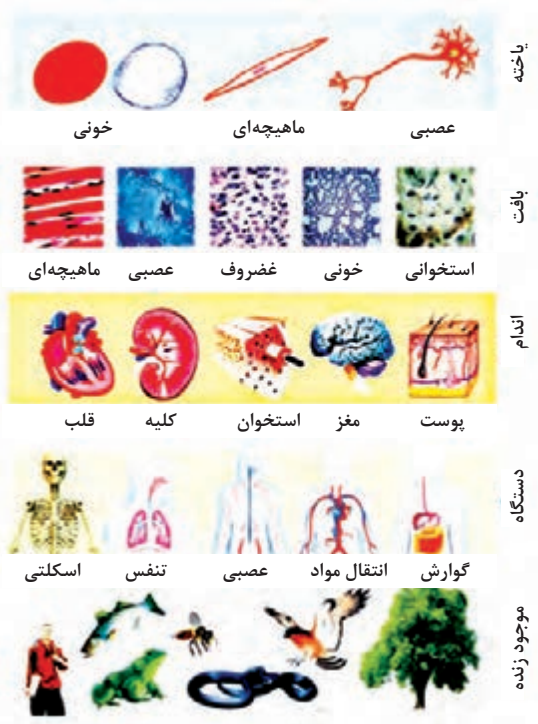 یاخته
عصبی ماهیچه‌ای خونی
بافت
استخوانی خونی غضروف عصبی ماهیچه‌ای
اندام
پوست مغز استخوان کلیه قلب
دستگاه
گوارش انتقال مواد عصبی تنفس اسکلتی
موجود زنده